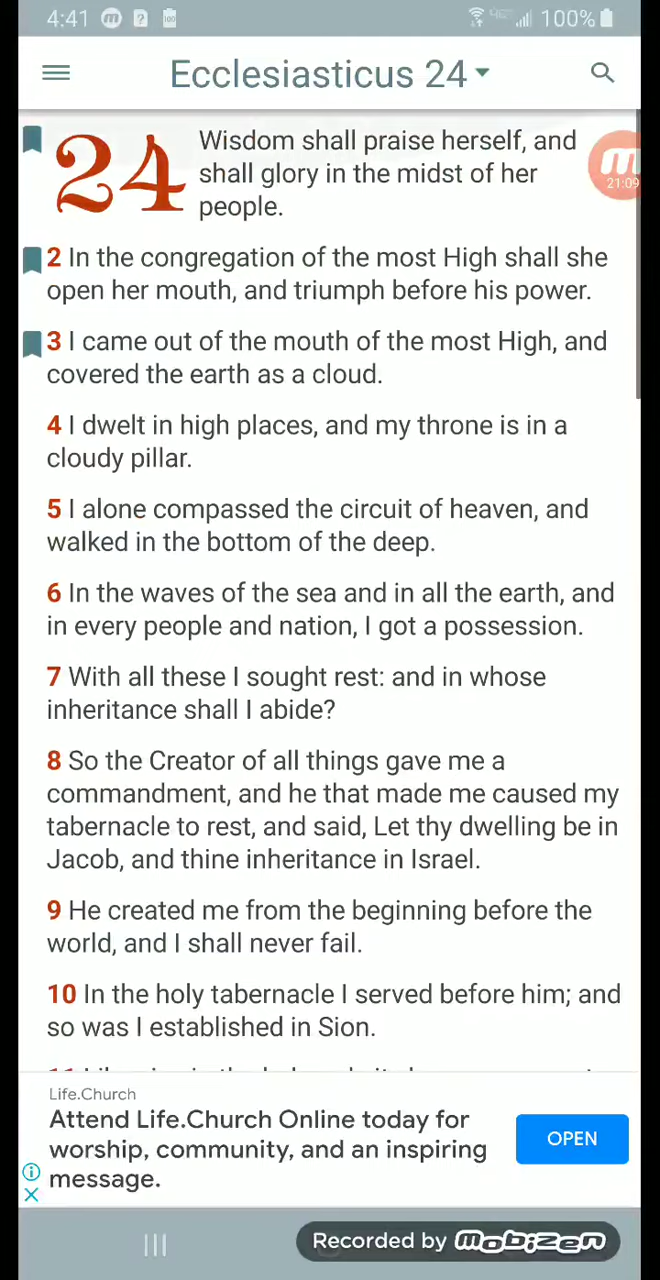 4:41 100%
Ecclesiasticus 24
24 Wisdom shall praise herself, and
shall glory in the midst of her
people.
21:09
2 In the congregation of the most High shall she
open her mouth, and triumph before his power.
3 I came out of the mouth of the most High, and
covered the earth as a cloud.
4 I dwelt in high places, and my throne is in a
cloudy pillar.
5 I alone compassed the circuit of heaven, and
walked in the bottom of the deep.
6 In the waves of the sea and in all the earth, and
in every people and nation, I got a possession.
7 With all these I sought rest: and in whose
inheritance shall I abide?
8 So the Creator of all things gave me a
commandment, and he that made me caused my
tabernacle to rest, and said, Let thy dwelling be in
Jacob, and thine inheritance in Israel.
9 He created me from the beginning before the
world, and I shall never fail.
10 In the holy tabernacle I served before him; and
so was I established in Sion.
Life.Church
Attend Life.Church Online today for
worship, community, and an inspiring
message.
OPEN
Recorded by mobizen